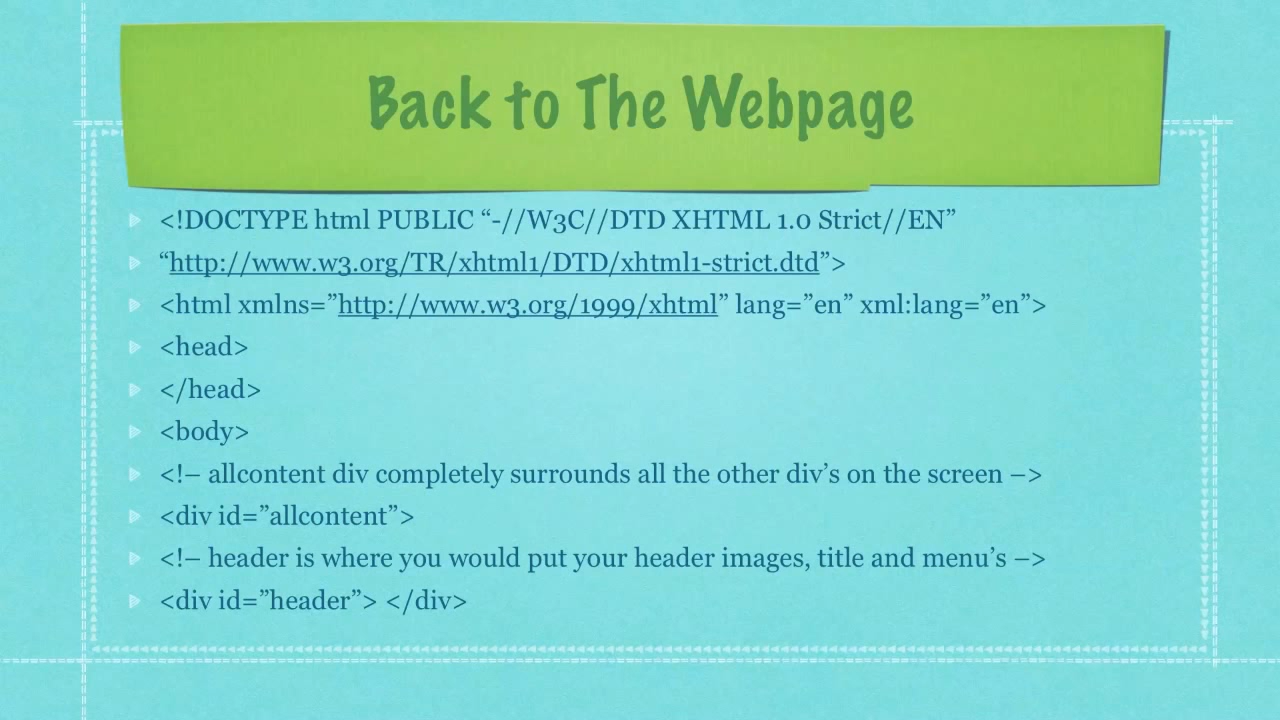 Back to The Webpage
<!DOCTYPE html PUBLIC “-//W3C//DTD XHTML 1.0 Strict//EN”
“http://www.w3.org/TR/xhtml1/DTD/xhtml1-strict.dtd”>
<html xmlns=”http://www.w3.org/1999/xhtml” lang=”en” xml:lang=”en”>
<head>
</head>
<body>
<!– allcontent div completely surrounds all the other div’s on the screen –>
<div id=”allcontent”>
<!– header is where you would put your header images, title and menu’s –>
<div id=”header”> </div>